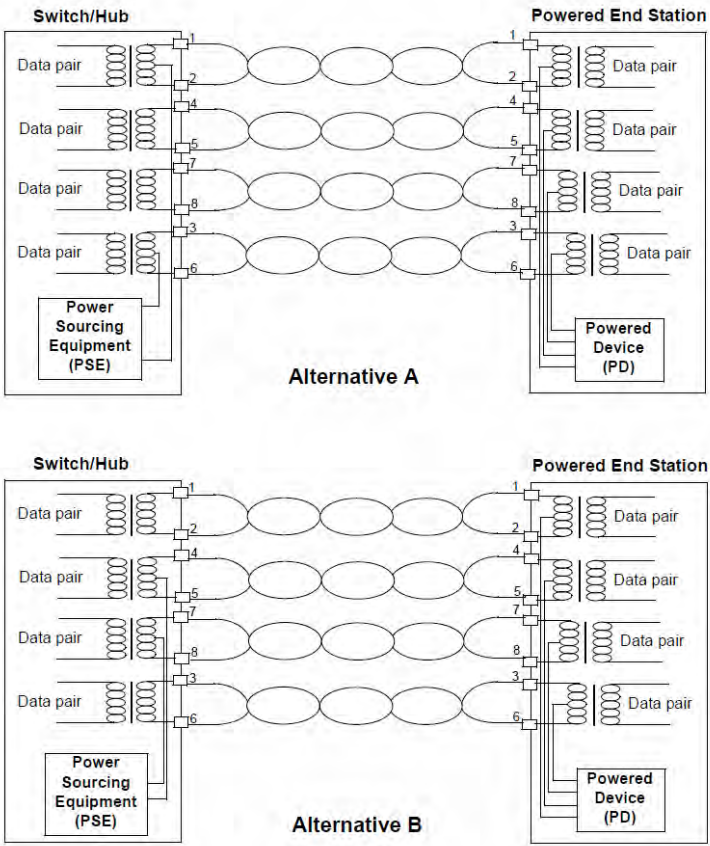 Switch/Hub
Powered End Station
Data pair
1
2
1
2
Data pair
Data pair
4
5
4
5
Data pair
Data pair
7
8
7
8
Data pair
Data pair
3
6
3
6
Data pair
Power
Sourcing
Equipment
(PSE)
Powered
Device
(PD)
Alternative A
Switch/Hub
Powered End Station
Data pair
1
2
1
2
Data pair
Data pair
4
5
4
5
Data pair
Data pair
7
8
7
8
Data pair
Data pair
3
6
3
6
Data pair
Power
Sourcing
Equipment
(PSE)
Powered
Device
(PD)
Alternative B